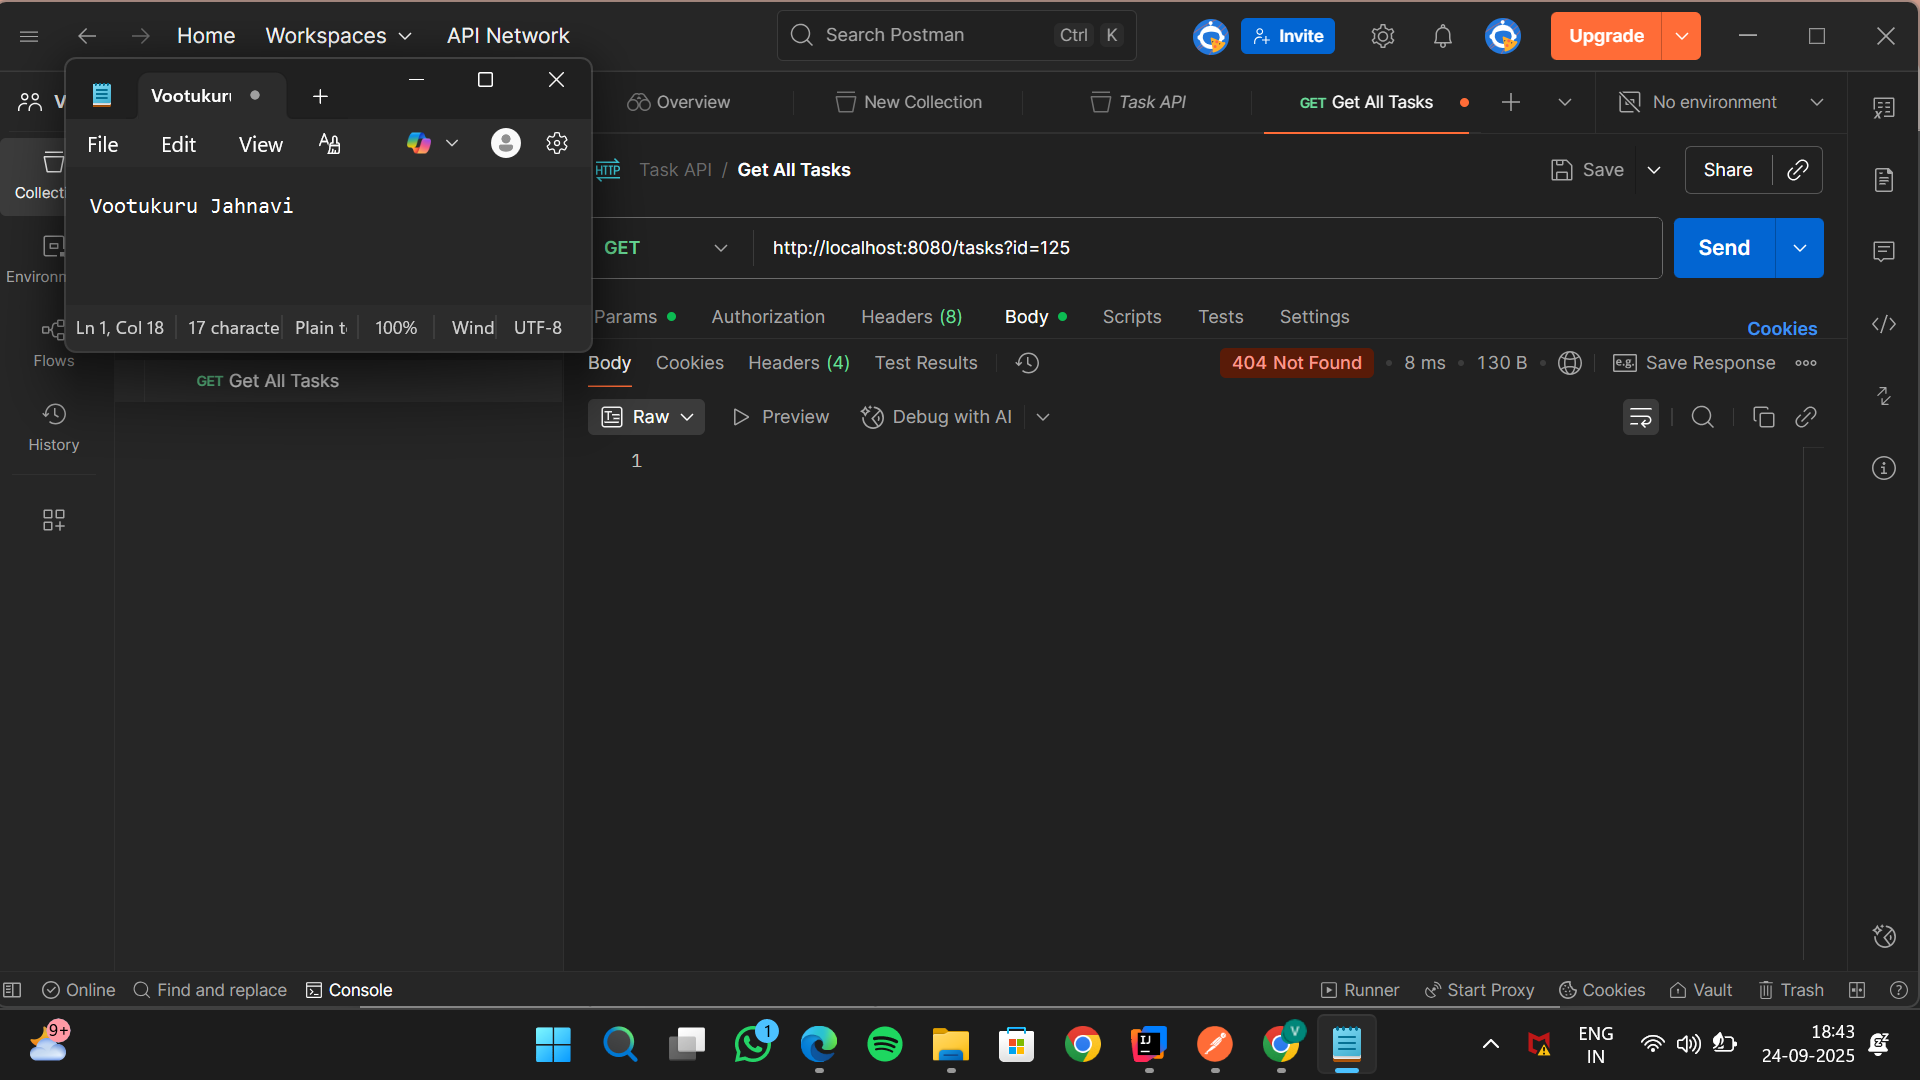 Home Workspaces API Network
Search Postman Ctrl K
Invite
Upgrade
V
Overview
New Collection
Task API
GET Get All Tasks
No environment
File Edit View
Vootukuru Jahnavi
Ln 1, Col 18 17 characte Plain t 100% Wind UTF-8
Collecti
Environn
Flows
History
GET Get All Tasks
HTTP Task API / Get All Tasks
Save Share
GET http://localhost:8080/tasks?id=125
Send
Params Authorization Headers (8) Body Scripts Tests Settings
Cookies
Body Cookies Headers (4) Test Results
404 Not Found 8 ms 130 B e.g. Save Response
Raw Preview Debug with AI
1
Online Find and replace Console
Runner Start Proxy Cookies Vault Trash
9+
1
IJ
V
ENG
IN
18:43
24-09-2025